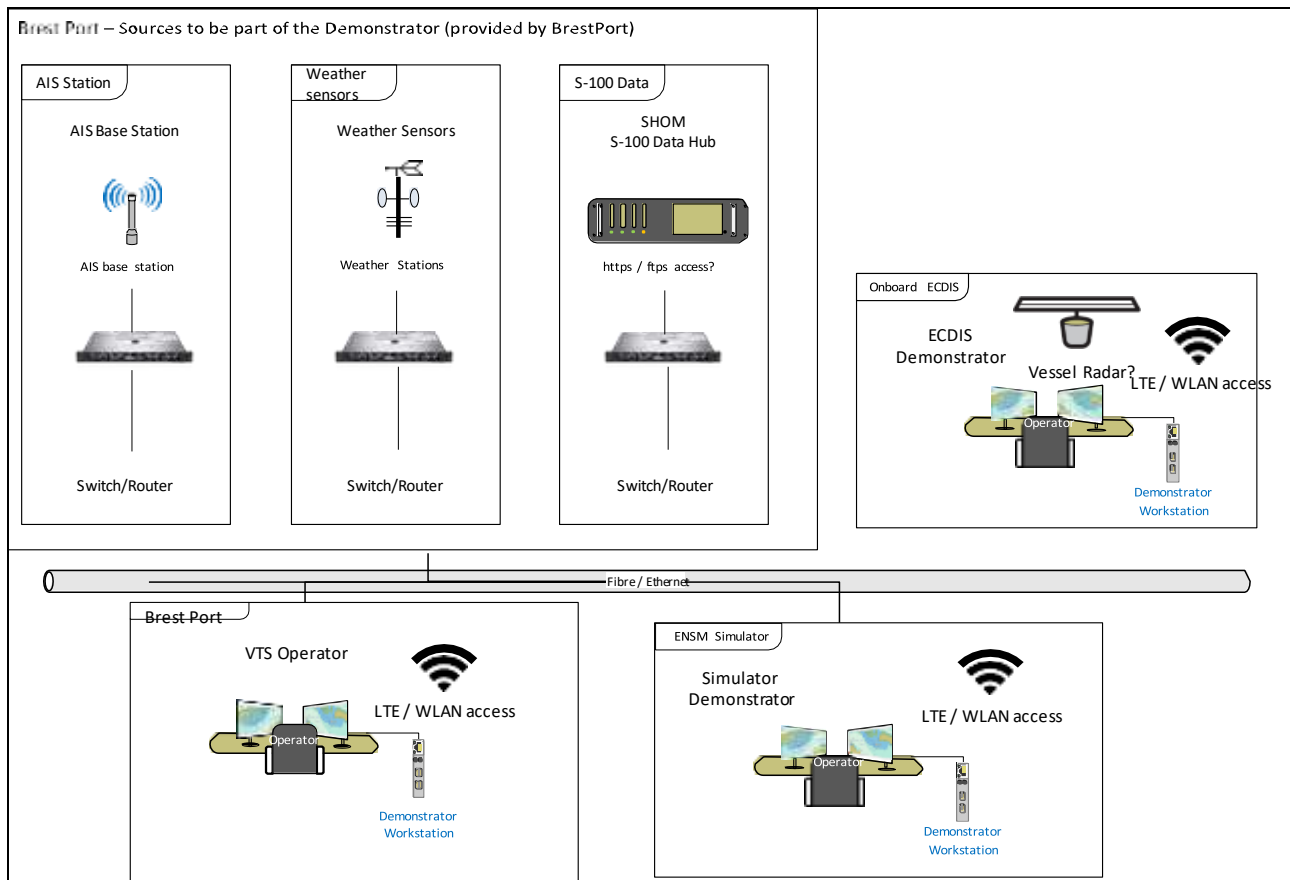 Brest Port – Sources to be part of the Demonstrator (provided by BrestPort)
AIS Station
AIS Base Station
AIS base station
Switch/Router
Weather
sensors
Weather Sensors
Weather Stations
Switch/Router
S-100 Data
SHOM
S-100 Data Hub
https / ftps access?
Switch/Router
Onboard ECDIS
ECDIS
Demonstrator
Vessel Radar?
LTE / WLAN access
Operator
Demonstrator
Workstation
Fibre / Ethernet
Brest Port
VTS Operator
LTE / WLAN access
Operator
Demonstrator
Workstation
ENSM Simulator
Simulator
Demonstrator
LTE / WLAN access
Operator
Demonstrator
Workstation